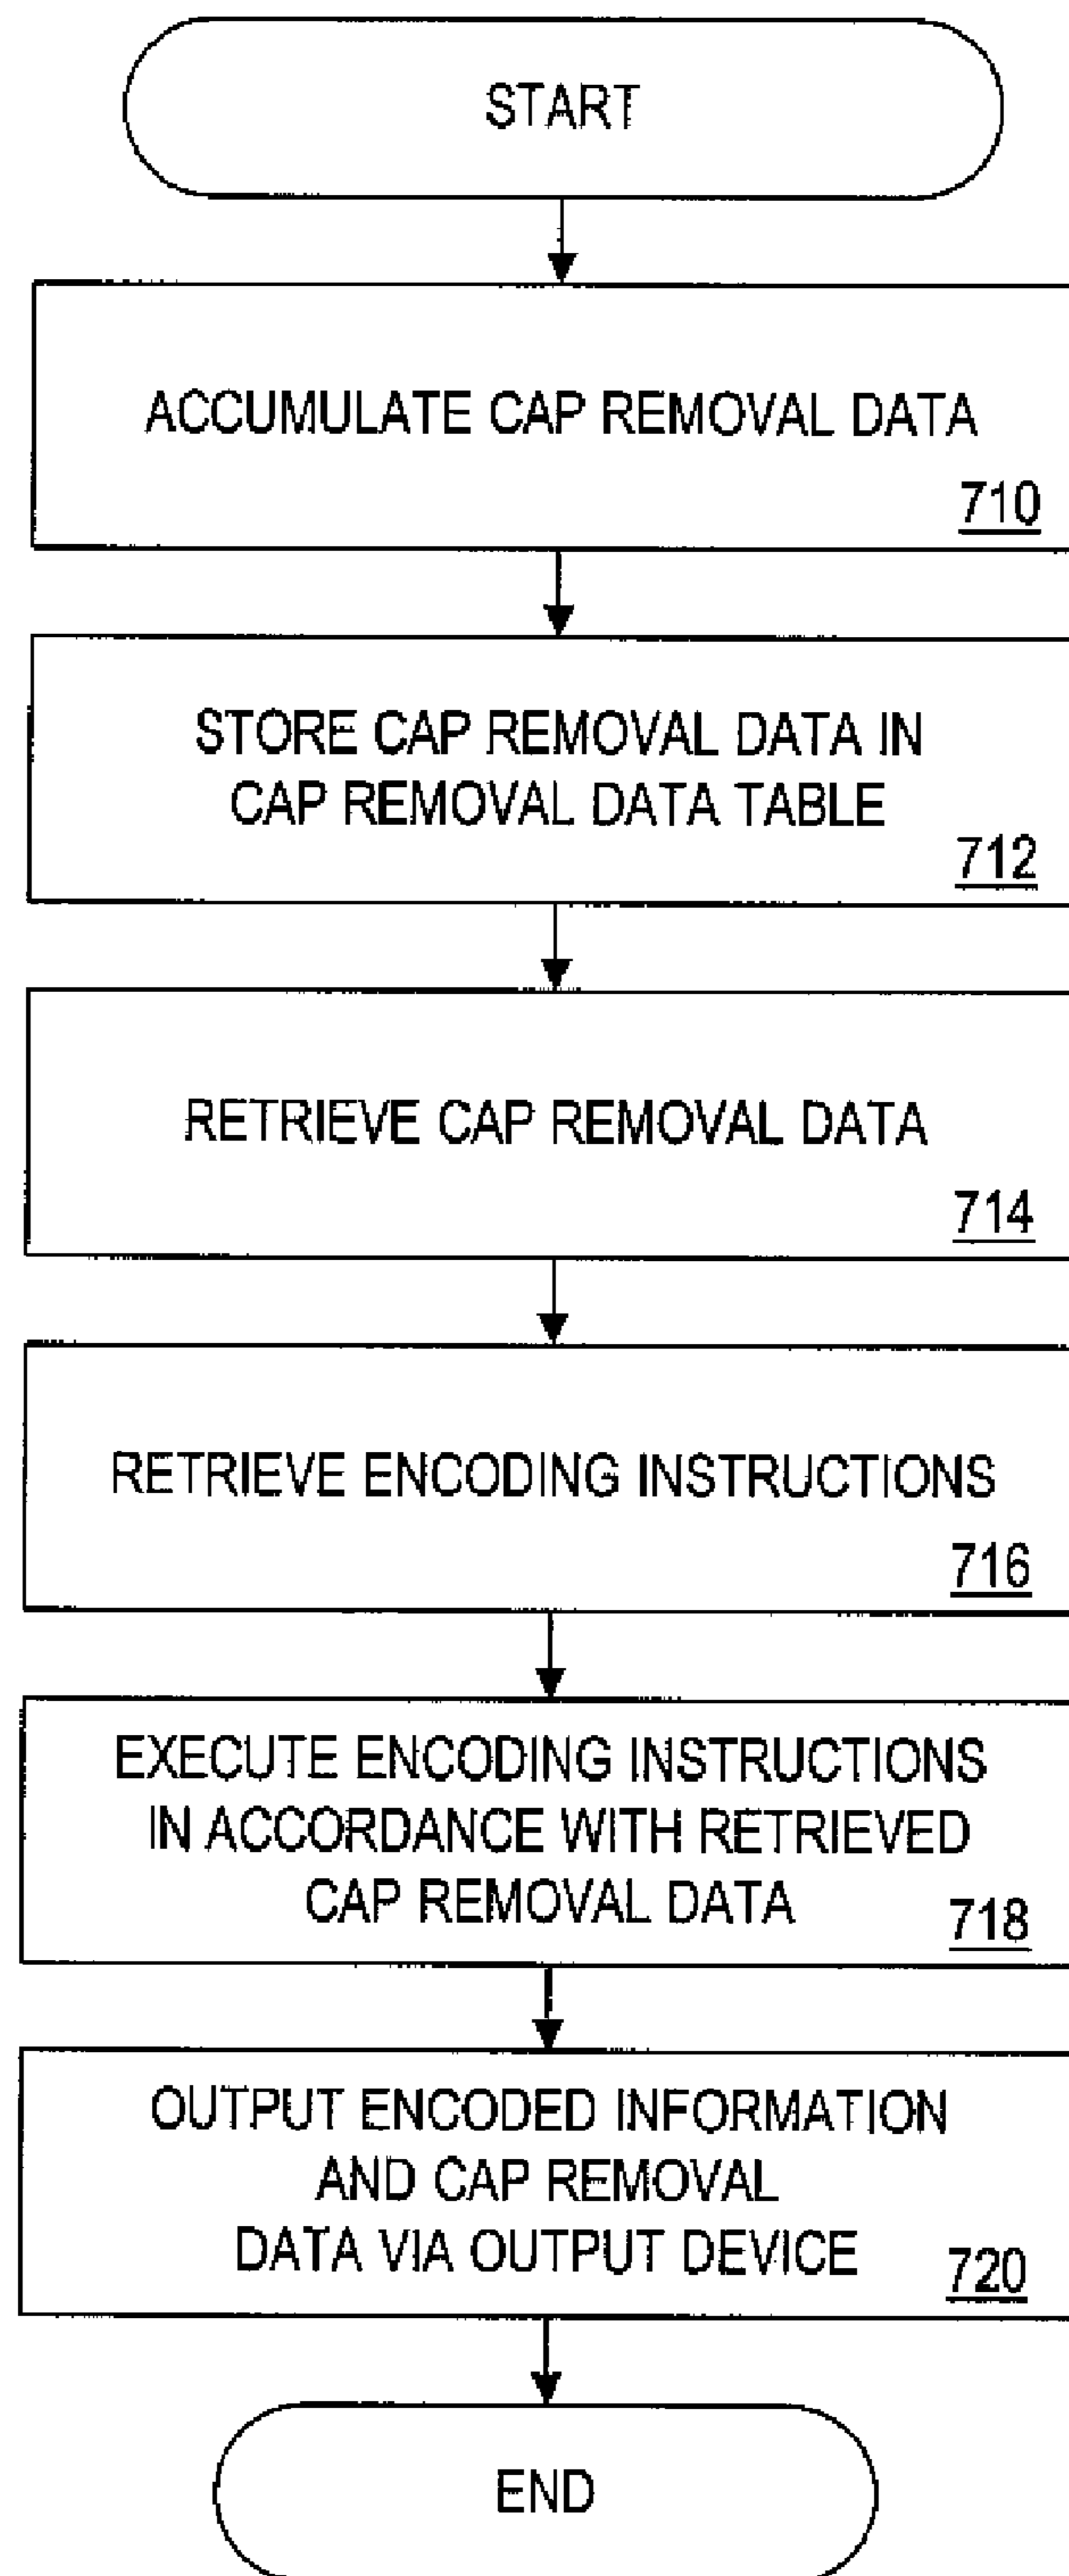 START
ACCUMULATE CAP REMOVAL DATA
710
STORE CAP REMOVAL DATA IN
CAP REMOVAL DATA TABLE
712
RETRIEVE CAP REMOVAL DATA
714
RETRIEVE ENCODING INSTRUCTIONS
716
EXECUTE ENCODING INSTRUCTIONS
IN ACCORDANCE WITH RETRIEVED
CAP REMOVAL DATA
718
OUTPUT ENCODED INFORMATION
AND CAP REMOVAL
DATA VIA OUTPUT DEVICE
720
END